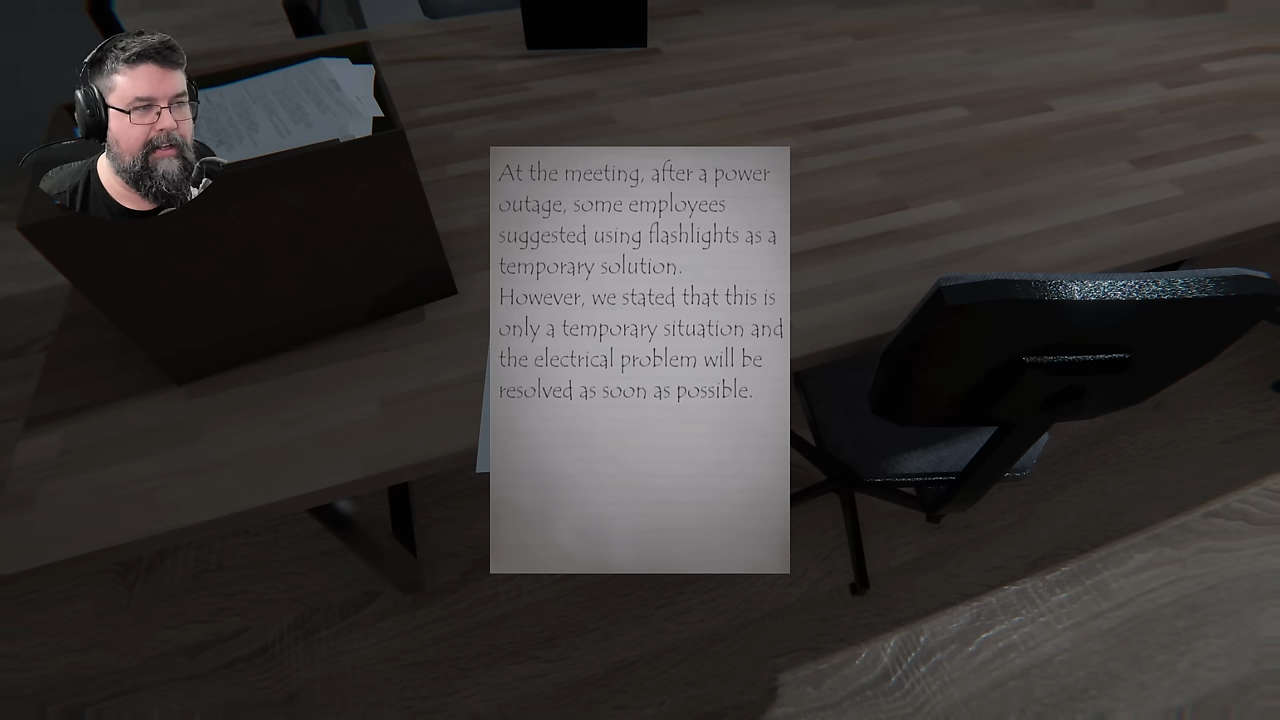 At the meeting, after a power
outage, some employees
suggested using flashlights as a
temporary solution.
However, we stated that this is
only a temporary situation and
the electrical problem will be
resolved as soon as possible.